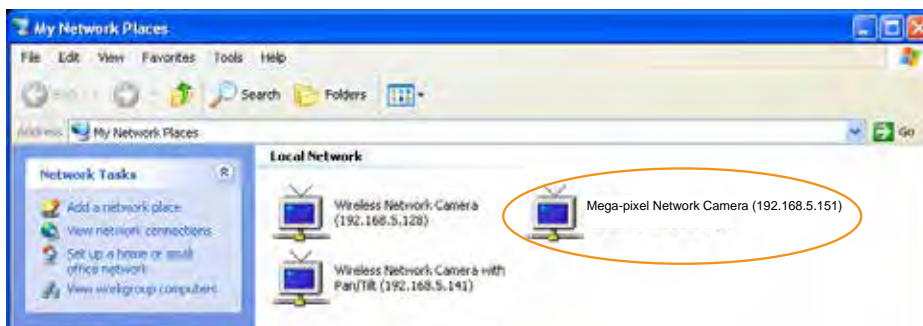 My Network Places
File Edit View Favorites Tools Help
Search Folders
Address My Network Places Go
Local Network
Network Tasks
Add a network place
View network connections
Set up a home or small
office network
View workgroup computers
Wireless Network Camera
(192.168.5.128)
Mega-pixel Network Camera (192.168.5.151)
Wireless Network Camera with
Pan/Tilt (192.168.5.141)